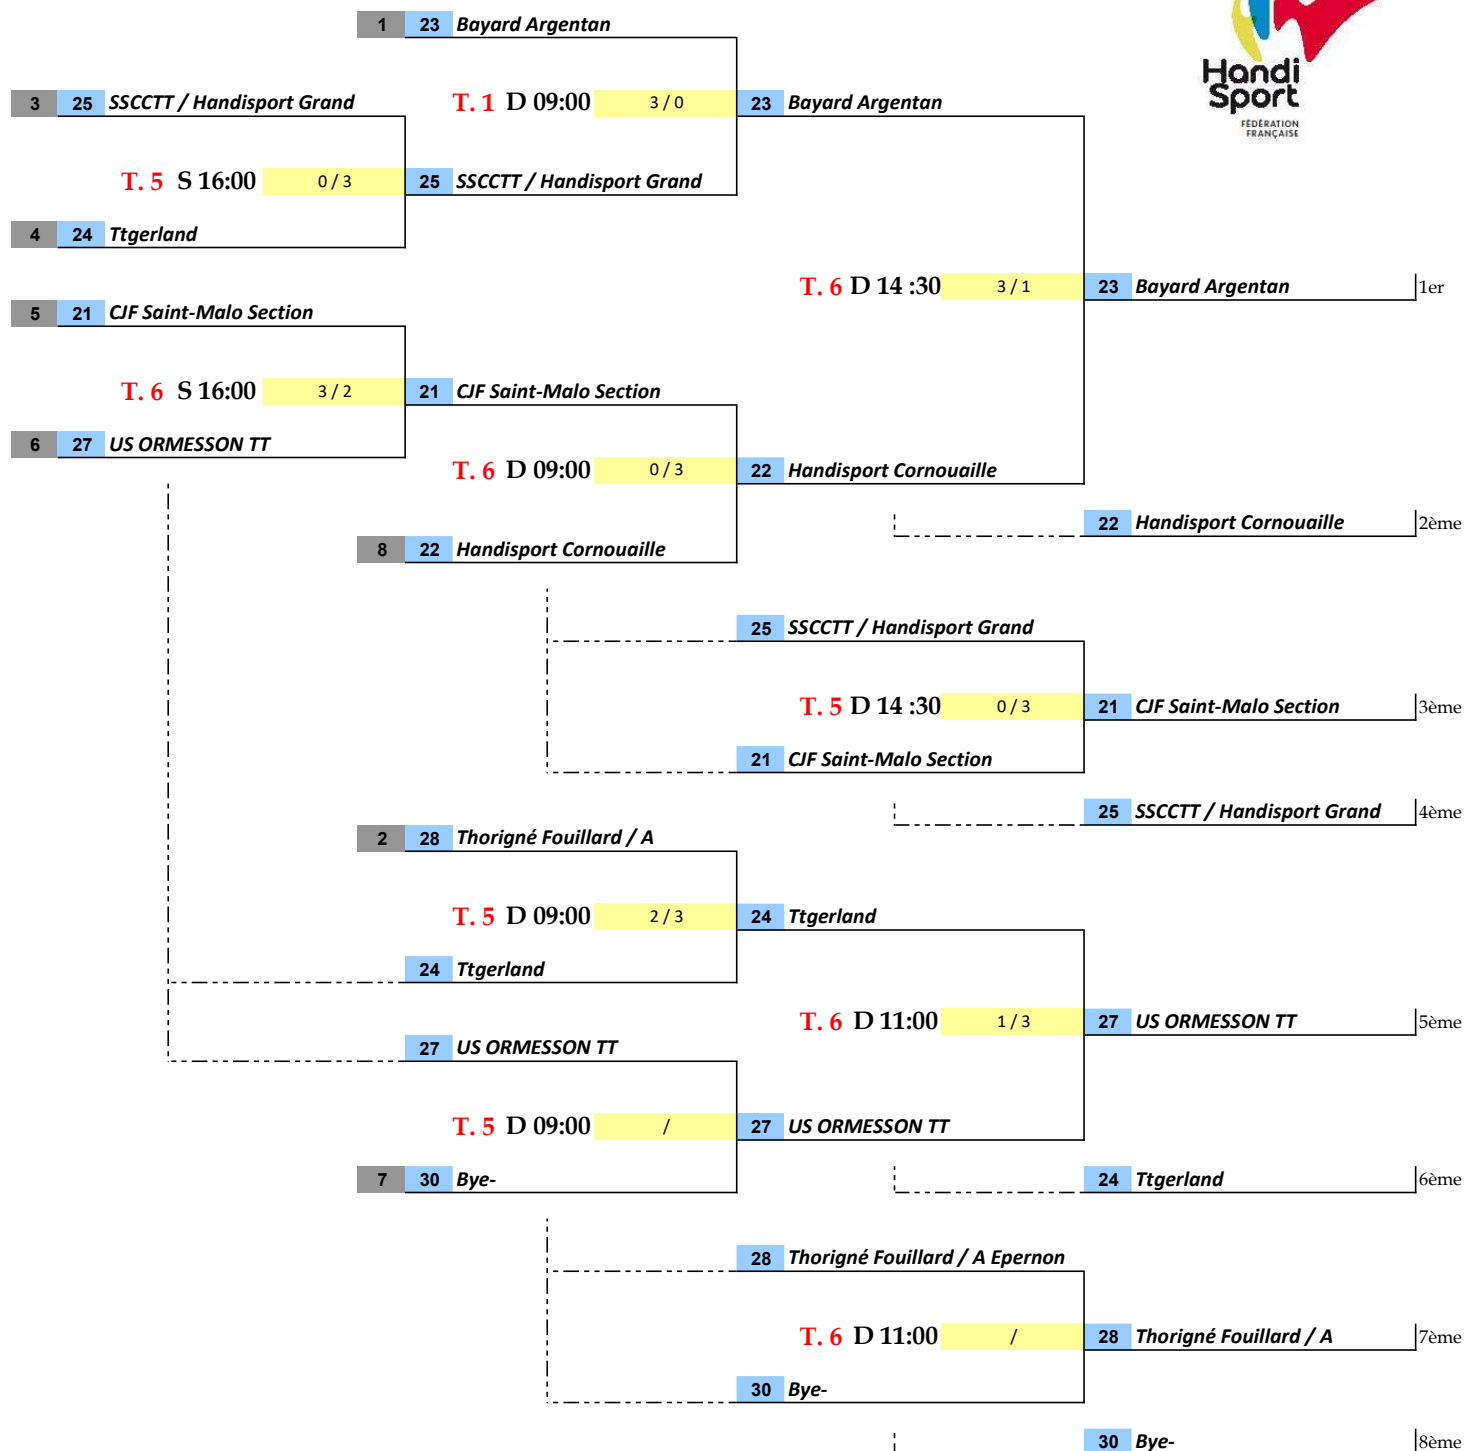 1 23 Bayard Argentan
Handi
Sport
FÉDÉRATION
FRANÇAISE
3 25 SSCCTT / Handisport Grand T. 1 D 09:00 3 / 0 23 Bayard Argentan
T. 5 S 16:00 0 / 3 25 SSCCTT / Handisport Grand
4 24 Ttgerland
T. 6 D 14 :30 3 / 1 23 Bayard Argentan 1er
5 21 CJF Saint-Malo Section
T. 6 S 16:00 3 / 2 21 CJF Saint-Malo Section
6 27 US ORMESSON TT
T. 6 D 09:00 0 / 3 22 Handisport Cornouaille
22 Handisport Cornouaille 2ème
8 22 Handisport Cornouaille
25 SSCCTT / Handisport Grand
T. 5 D 14 :30 0 / 3 21 CJF Saint-Malo Section 3ème
21 CJF Saint-Malo Section
25 SSCCTT / Handisport Grand 4ème
2 28 Thorigné Fouillard / A
T. 5 D 09:00 2 / 3 24 Ttgerland
24 Ttgerland
T. 6 D 11:00 1 / 3 27 US ORMESSON TT 5ème
27 US ORMESSON TT
T. 5 D 09:00 / 27 US ORMESSON TT
7 30 Bye-
24 Ttgerland 6ème
28 Thorigné Fouillard / A Epernon
T. 6 D 11:00 / 28 Thorigné Fouillard / A 7ème
30 Bye-
30 Bye- 8ème